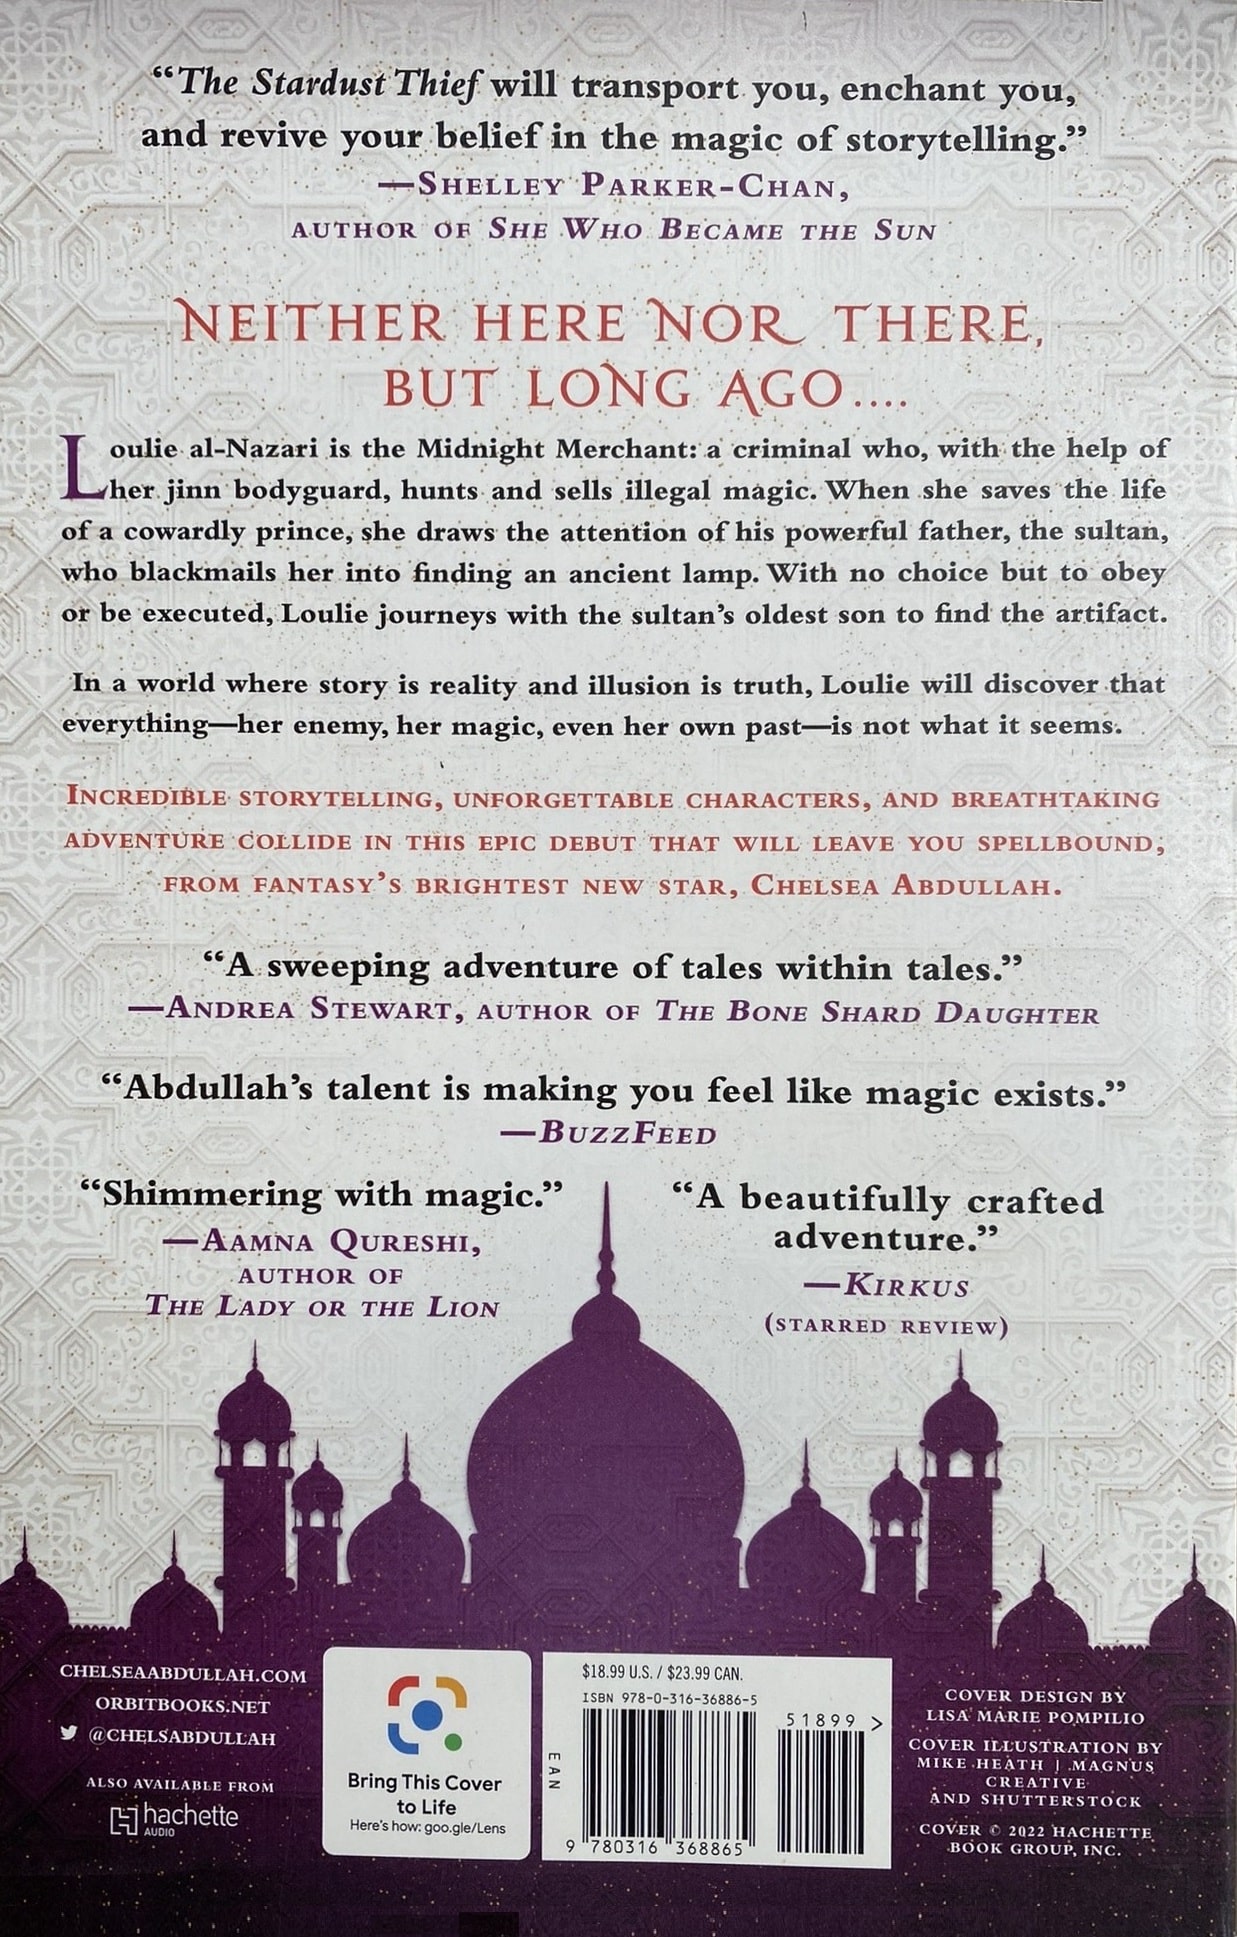 “The Stardust Thief will transport you, enchant you,
and revive your belief in the magic of storytelling.”
—Shelley Parker-Chan,
author of She Who Became the Sun
NEITHER HERE NOR THERE,
BUT LONG AGO....
Loulie al-Nazari is the Midnight Merchant: a criminal who, with the help of
her jinn bodyguard, hunts and sells illegal magic. When she saves the life
of a cowardly prince, she draws the attention of his powerful father, the sultan,
who blackmails her into finding an ancient lamp. With no choice but to obey
or be executed, Loulie journeys with the sultan’s oldest son to find the artifact.
In a world where story is reality and illusion is truth, Loulie will discover that
everything—her enemy, her magic, even her own past—is not what it seems.
Incredible storytelling, unforgettable characters, and breathtaking
adventure collide in this epic debut that will leave you spellbound,
from fantasy’s brightest new star, Chelsea Abdullah.
“A sweeping adventure of tales within tales.”
—Andrea Stewart, author of The Bone Shard Daughter
“Abdullah’s talent is making you feel like magic exists.”
—BuzzFeed
“Shimmering with magic.”
—Aamna Qureshi,
author of
The Lady or the Lion
“A beautifully crafted
adventure.”
—Kirkus
(starred review)
CHELSEAABDULLAH.COM
ORBITBOOKS.NET
@CHELSABDULLAH
ALSO AVAILABLE FROM
hachette
AUDIO
Bring This Cover
to Life
Here's how: goo.gle/Lens
$18.99 U.S. / $23.99 CAN.
ISBN 978-0-316-36886-5
51899 >
EAN
9 780316 368865
COVER DESIGN BY
LISA MARIE POMPILIO
COVER ILLUSTRATION BY
MIKE HEATH | MAGNUS
CREATIVE
AND SHUTTERSTOCK
COVER © 2022 HACHETTE
BOOK GROUP, INC.